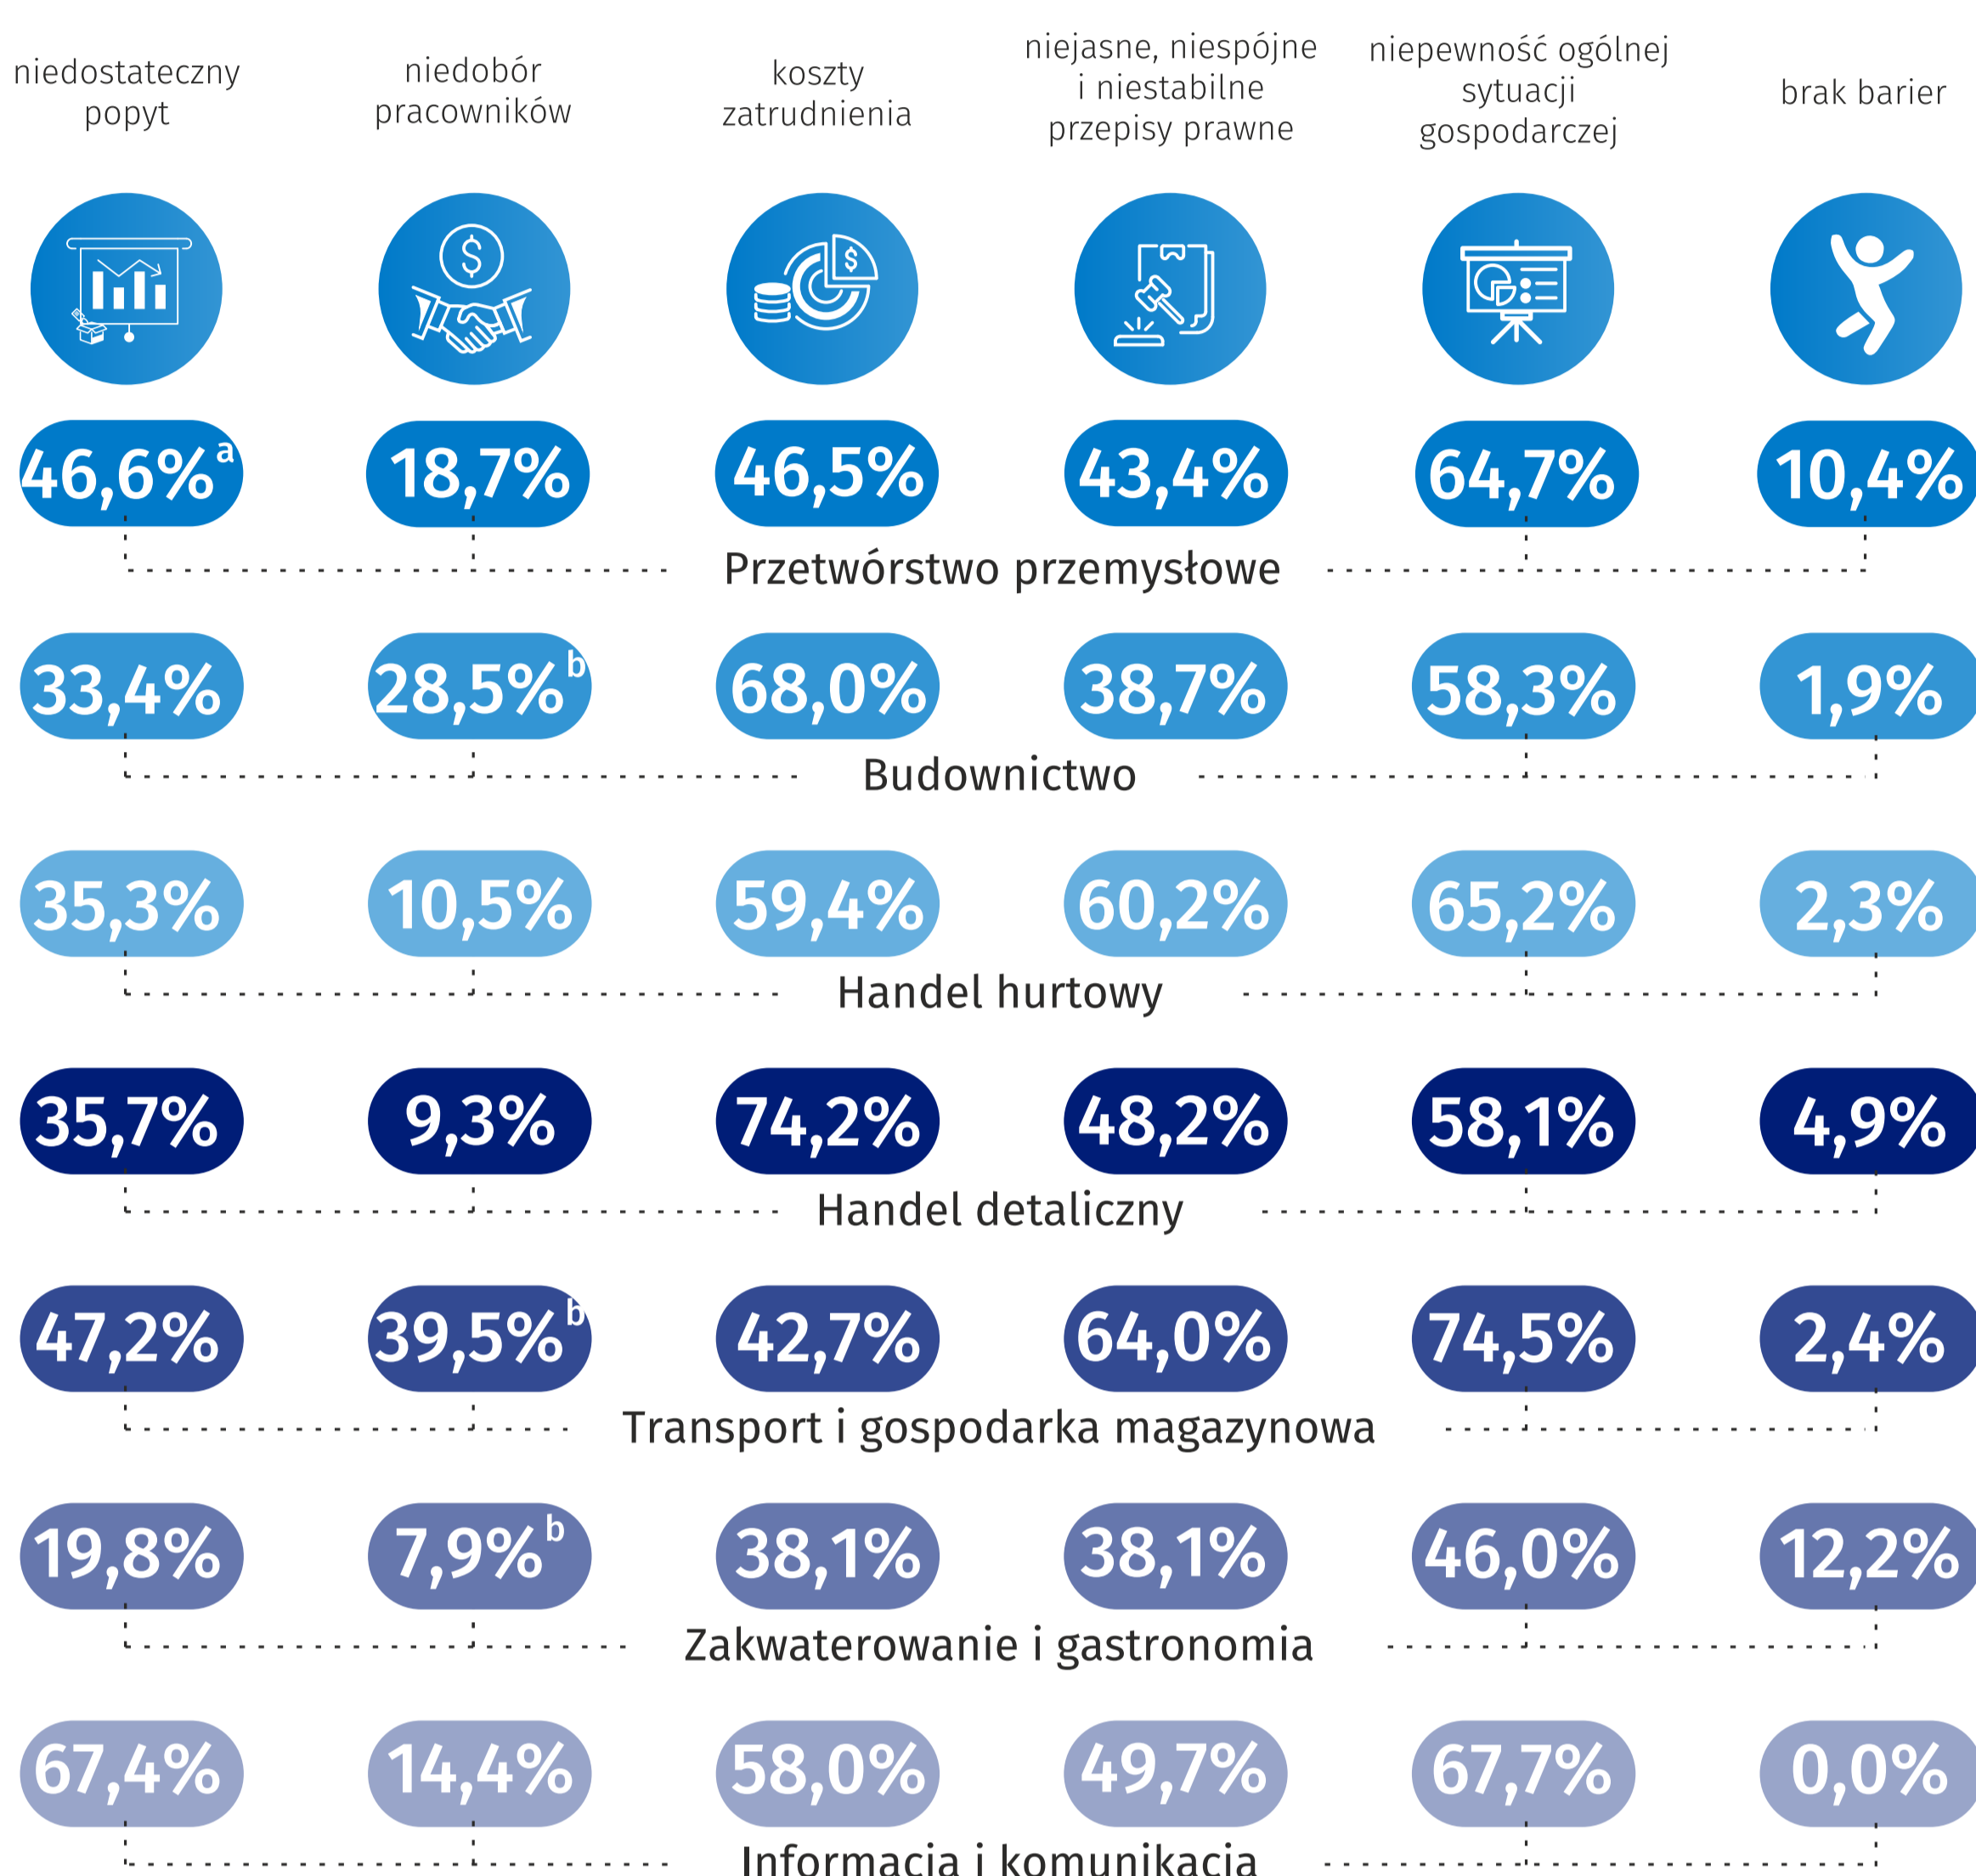 niedostateczny
popyt
niedobór
pracowników
koszty
zatrudnienia
niejasne, niespójne
i niestabilne
przepisy prawne
niepewność ogólnej
sytuacji
gospodarczej
brak barier
46,6%a 18,7% 46,5% 43,4% 64,7% 10,4%
Przetwórstwo przemysłowe
33,4% 28,5%b 68,0% 38,7% 58,3% 1,9%
Budownictwo
35,3% 10,5% 59,4% 60,2% 65,2% 2,3%
Handel hurtowy
35,7% 9,3% 74,2% 48,2% 58,1% 4,9%
Handel detaliczny
47,2% 39,5%b 42,7% 64,0% 74,5% 2,4%
Transport i gospodarka magazynowa
19,8% 7,9%b 38,1% 38,1% 46,0% 12,2%
Zakwaterowanie i gastronomia
67,4% 14,4% 58,0% 49,7% 67,7% 0,0%
Informacja i komunikacja